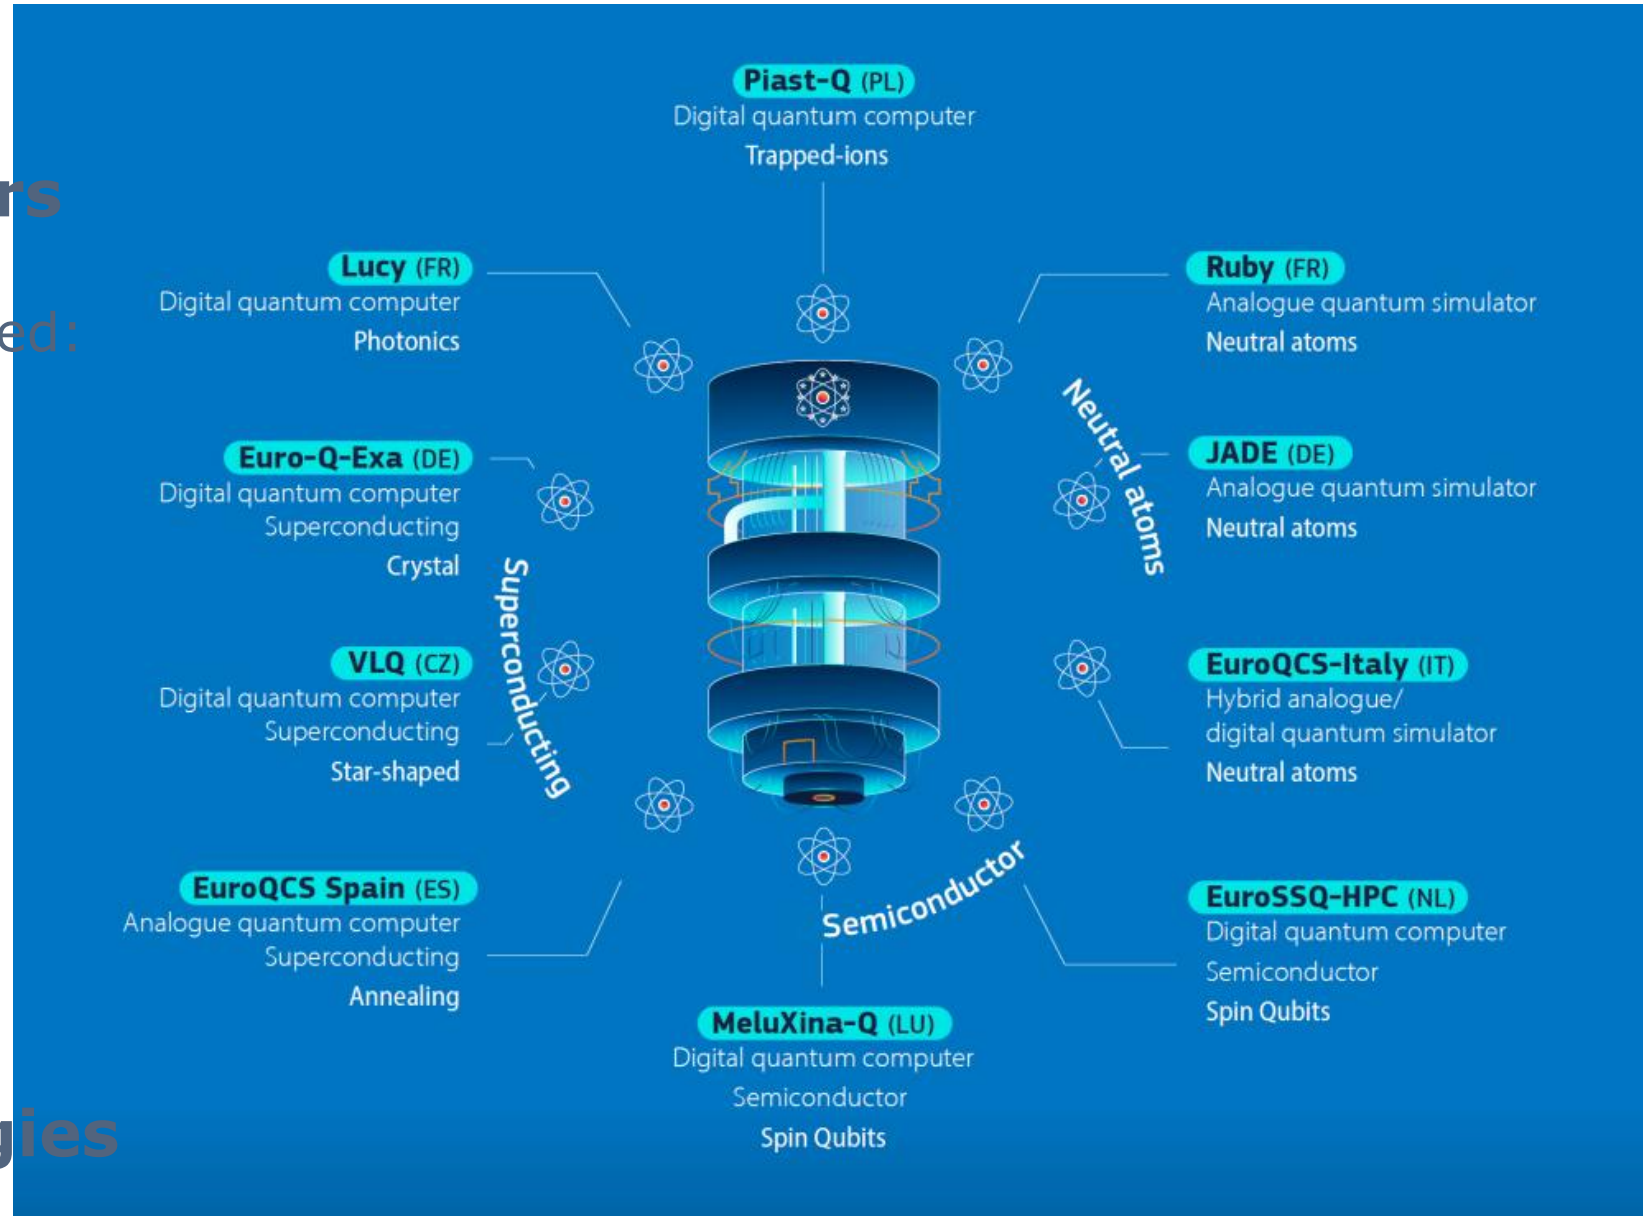 Piast-Q (PL)
Digital quantum computer
Trapped-ions
rs
Lucy (FR)
Digital quantum computer
Photonics
ed:
Ruby (FR)
Analogue quantum simulator
Neutral atoms
Neutral atoms
Euro-Q-Exa (DE)
Digital quantum computer
Superconducting
Crystal
JADE (DE)
Analogue quantum simulator
Neutral atoms
Superconducting
VLQ (CZ)
Digital quantum computer
Superconducting
Star-shaped
EuroQCS-Italy (IT)
Hybrid analogue/
digital quantum simulator
Neutral atoms
EuroQCS Spain (ES)
Analogue quantum computer
Superconducting
Annealing
Semiconductor
EuroSSQ-HPC (NL)
Digital quantum computer
Semiconductor
Spin Qubits
MeluXina-Q (LU)
Digital quantum computer
Semiconductor
Spin Qubits
gies